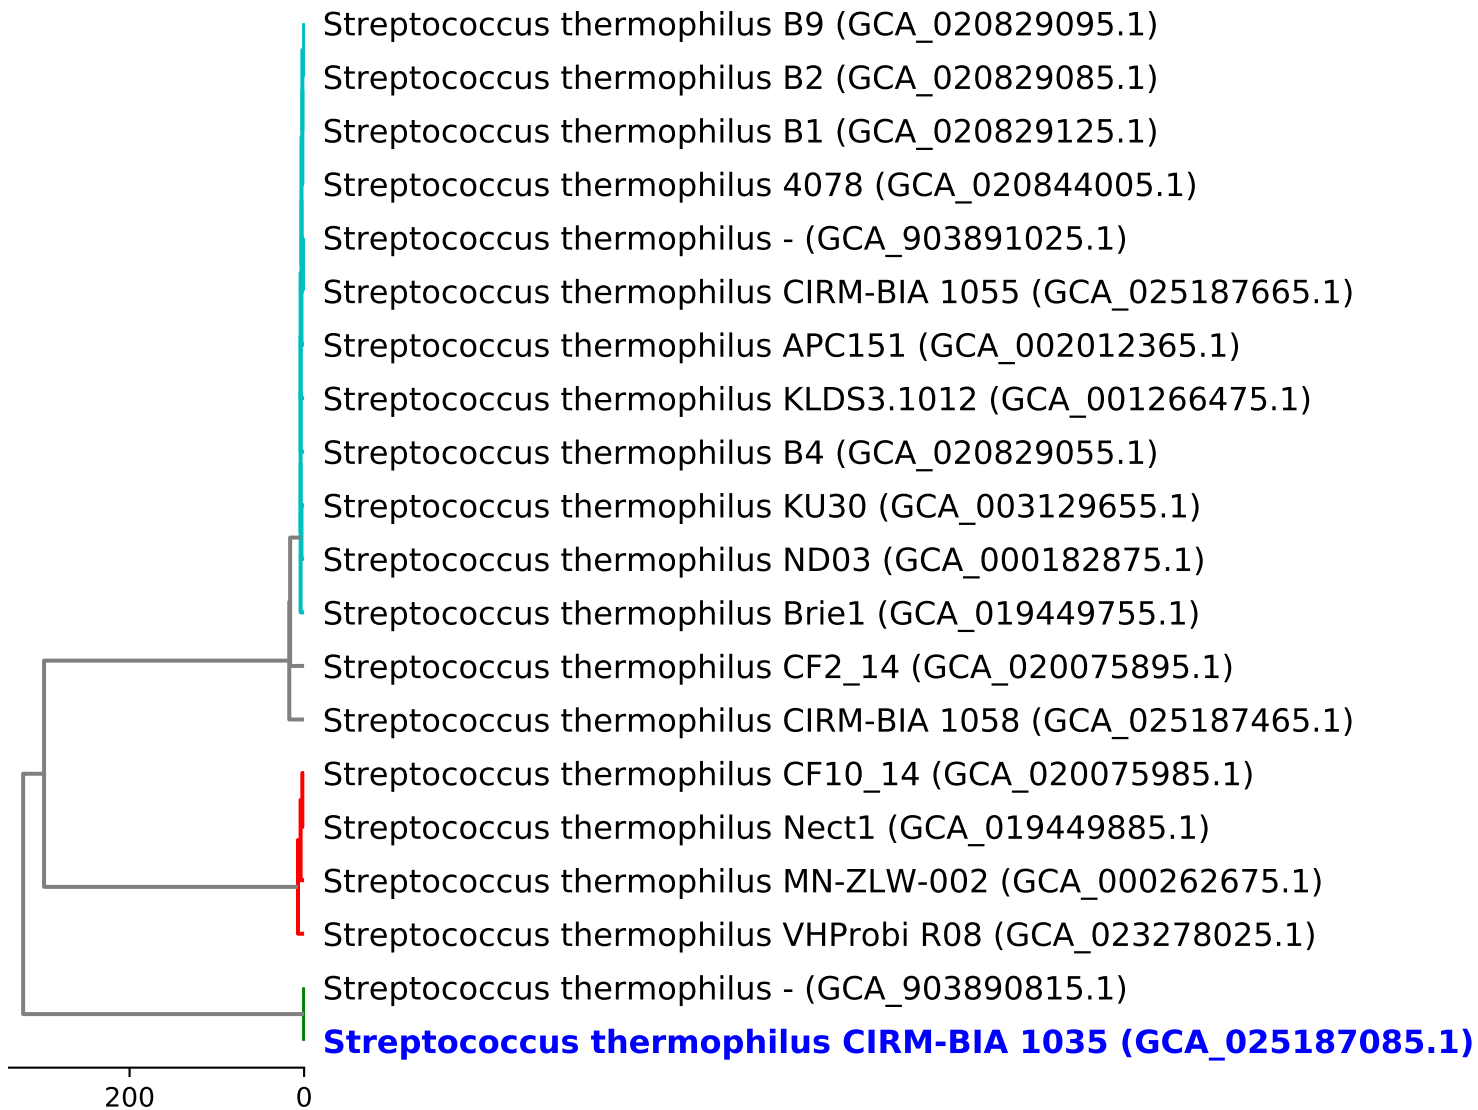 Streptococcus thermophilus B9 (GCA_020829095.1)
Streptococcus thermophilus B2 (GCA_020829085.1)
Streptococcus thermophilus B1 (GCA_020829125.1)
Streptococcus thermophilus 4078 (GCA_020844005.1)
Streptococcus thermophilus - (GCA_903891025.1)
Streptococcus thermophilus CIRM-BIA 1055 (GCA_025187665.1)
Streptococcus thermophilus APC151 (GCA_002012365.1)
Streptococcus thermophilus KLDS3.1012 (GCA_001266475.1)
Streptococcus thermophilus B4 (GCA_020829055.1)
Streptococcus thermophilus KU30 (GCA_003129655.1)
Streptococcus thermophilus ND03 (GCA_000182875.1)
Streptococcus thermophilus Brie1 (GCA_019449755.1)
Streptococcus thermophilus CF2_14 (GCA_020075895.1)
Streptococcus thermophilus CIRM-BIA 1058 (GCA_025187465.1)
Streptococcus thermophilus CF10_14 (GCA_020075985.1)
Streptococcus thermophilus Nect1 (GCA_019449885.1)
Streptococcus thermophilus MN-ZLW-002 (GCA_000262675.1)
Streptococcus thermophilus VHProbi R08 (GCA_023278025.1)
Streptococcus thermophilus - (GCA_903890815.1)
Streptococcus thermophilus CIRM-BIA 1035 (GCA_025187085.1)
200 0